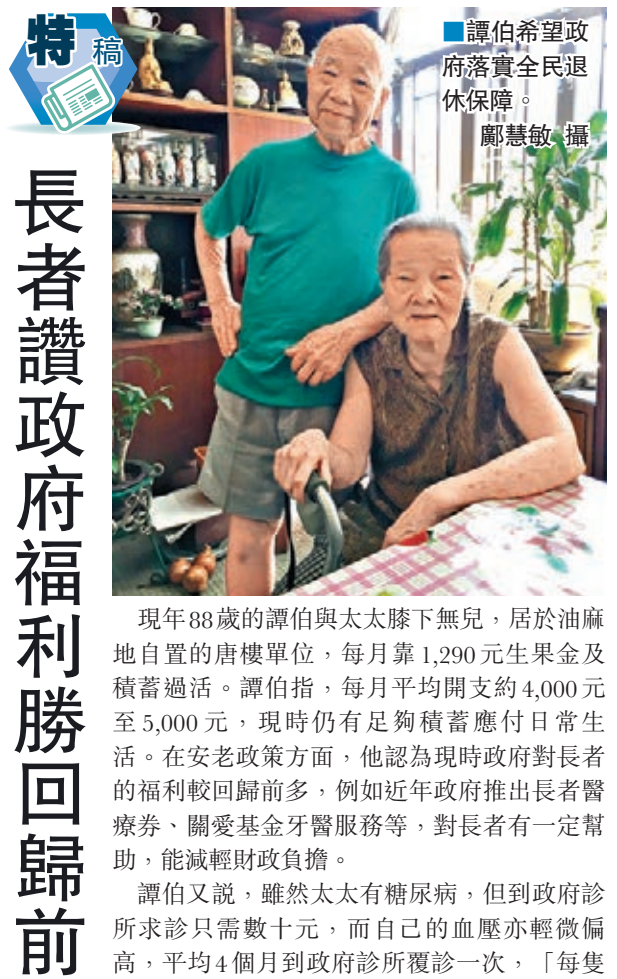 特稿
長者讚政府福利勝回歸前
■譚伯希望政
府落實全民退
休保障。
鄺慧敏 攝
現年88歲的譚伯與太太膝下無兒，居於油麻
地自置的唐樓單位，每月靠1,290元生果金及
積蓄過活。譚伯指，每月平均開支約4,000元
至5,000元，現時仍有足夠積蓄應付日常生
活。在安老政策方面，他認為現時政府對長者
的福利較回歸前多，例如近年政府推出長者醫
療券、關愛基金牙醫服務等，對長者有一定幫
助，能減輕財政負擔。
譚伯又説，雖然太太有糖尿病，但到政府診
所求診只需數十元，而自己的血壓亦輕微偏
高，平均4個月到政府診所覆診一次，「每隻